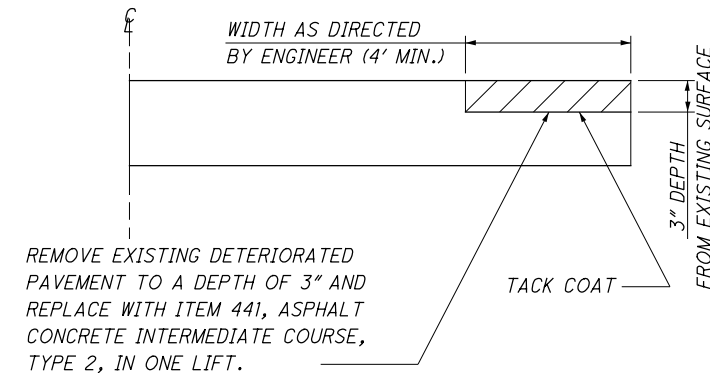 ℄
WIDTH AS DIRECTED
BY ENGINEER (4' MIN.)
3" DEPTH
FROM EXISTING SURFACE
REMOVE EXISTING DETERIORATED
PAVEMENT TO A DEPTH OF 3" AND
REPLACE WITH ITEM 441, ASPHALT
CONCRETE INTERMEDIATE COURSE,
TYPE 2, IN ONE LIFT.
TACK COAT